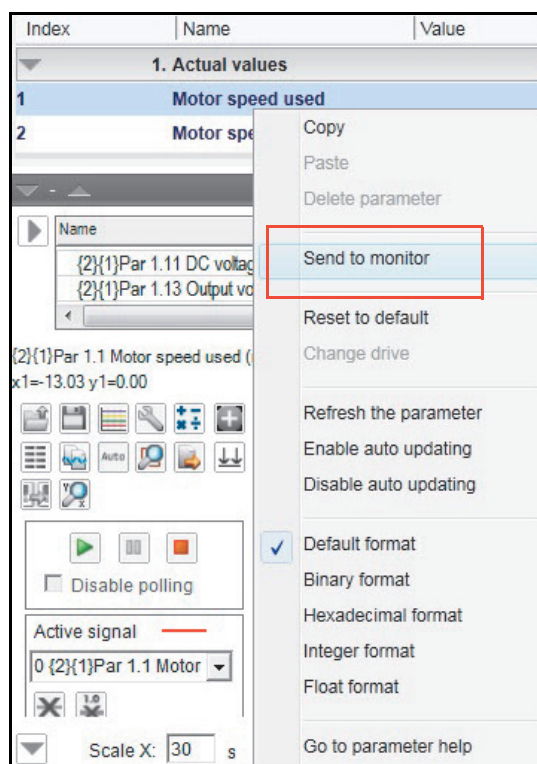 Index Name Value
1. Actual values
1 Motor speed used
2 Motor spe
Copy
Paste
Delete parameter
Send to monitor
Reset to default
Change drive
Refresh the parameter
Enable auto updating
Disable auto updating
Default format
Binary format
Hexadecimal format
Integer format
Float format
Go to parameter help
Name
{2}{1}Par 1.11 DC voltag
{2}{1}Par 1.13 Output vo
{2}{1}Par 1.1 Motor speed used (
x1=-13.03 y1=0.00
Auto
Disable polling
Active signal
0 {2}{1}Par 1.1 Motor
1.0
Scale X: 30 s